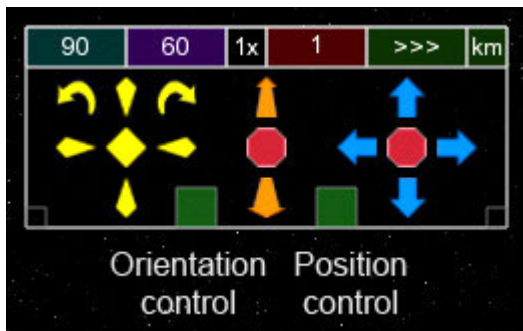 90 60 1x 1 >>> km
Orientation Position
control control